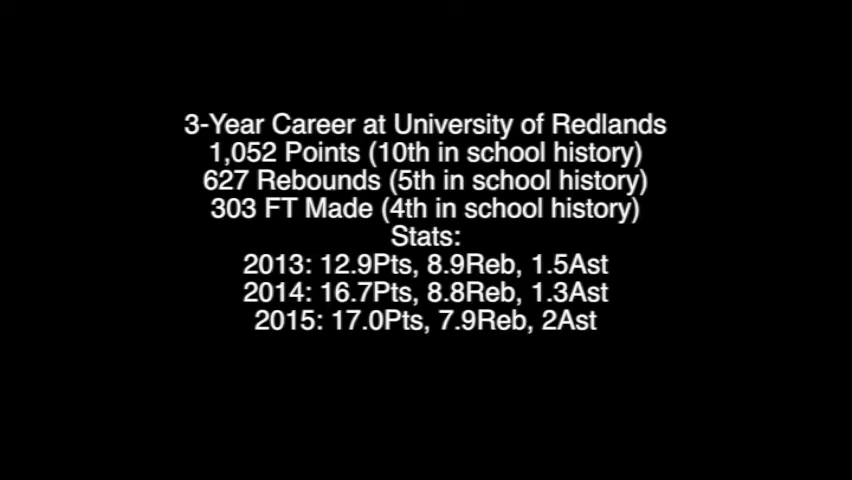 3-Year Career at University of Redlands
1,052 Points (10th in school history)
627 Rebounds (5th in school history)
303 FT Made (4th in school history)
Stats:
2013: 12.9Pts, 8.9Reb, 1.5Ast
2014: 16.7Pts, 8.8Reb, 1.3Ast
2015: 17.0Pts, 7.9Reb, 2Ast